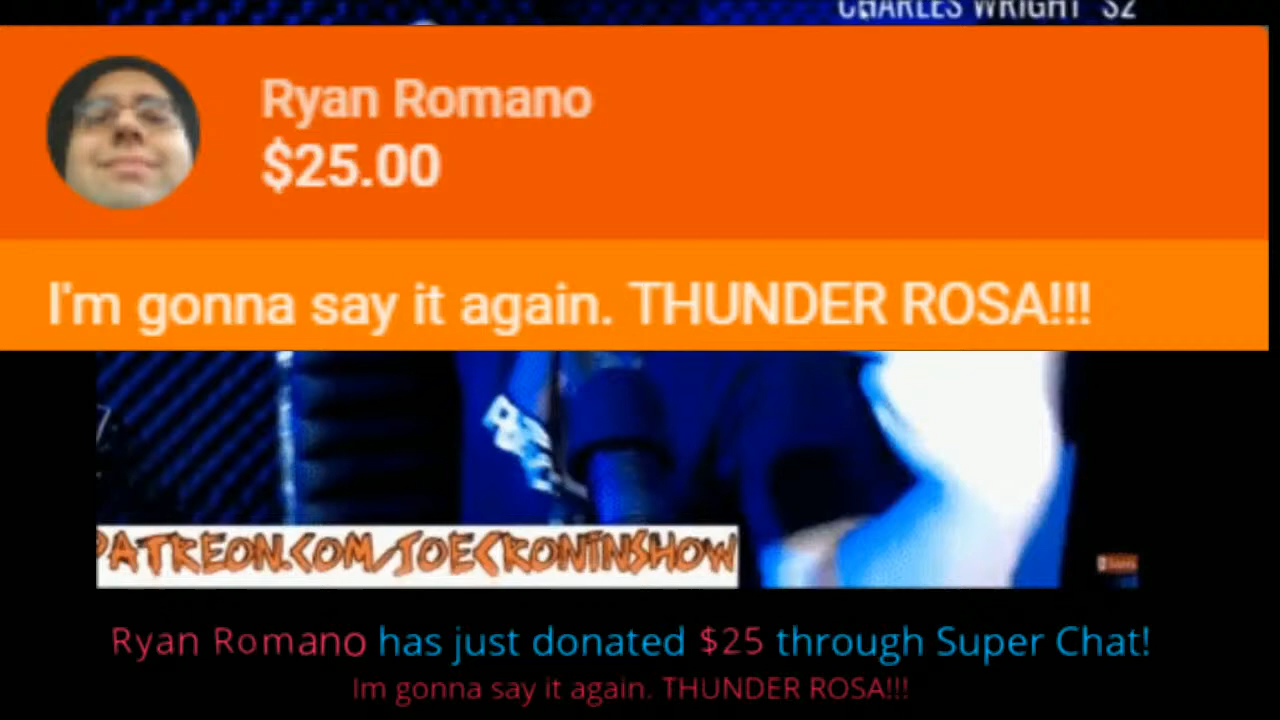 CHARLES WRIGHT S2
Ryan Romano
$25.00
I'm gonna say it again. THUNDER ROSA!!!
PATREON.COM/JOECRONINSHOW
Ryan Romano has just donated $25 through Super Chat!
Im gonna say it again. THUNDER ROSA!!!